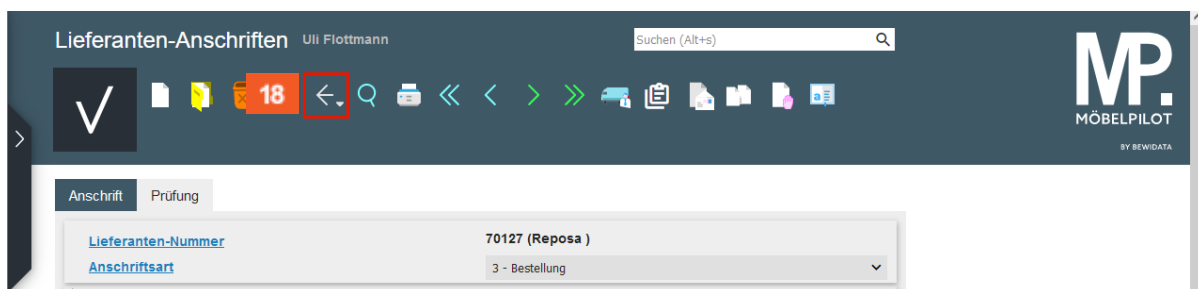 Lieferanten-Anschriften Uli Flottmann
Suchen (Alt+s)
18
MP.
MÖBELPILOT
BY BEWIDATA
Anschrift Prüfung
Lieferanten-Nummer 70127 (Reposa )
Anschriftsart 3 - Bestellung